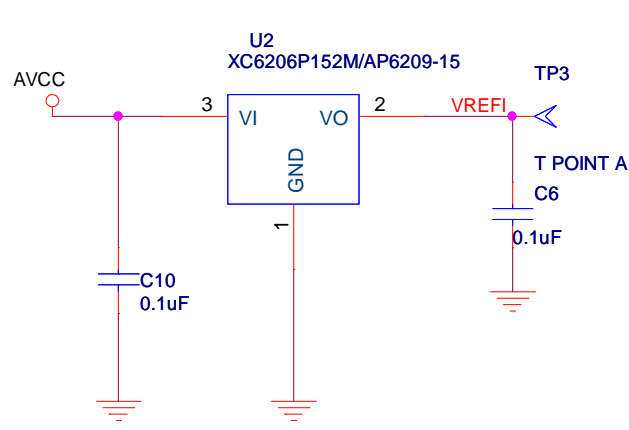 U2
XC6206P152M/AP6209-15
AVCC
TP3
3
VI
VO
2
VREFI
GND
1
T POINT A
C6
0.1uF
C10
0.1uF